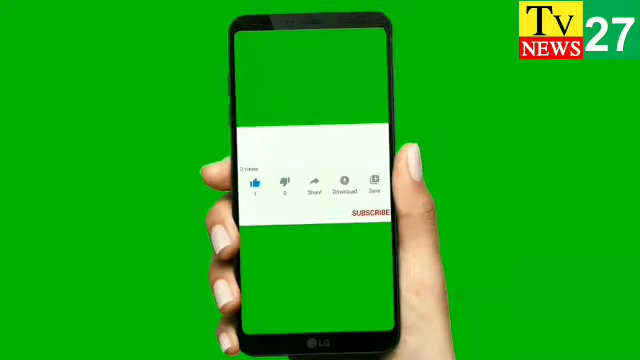 Tv
NEWS
27
2 views
1
0
Share
Download
Save
SUBSCRIBE
LG